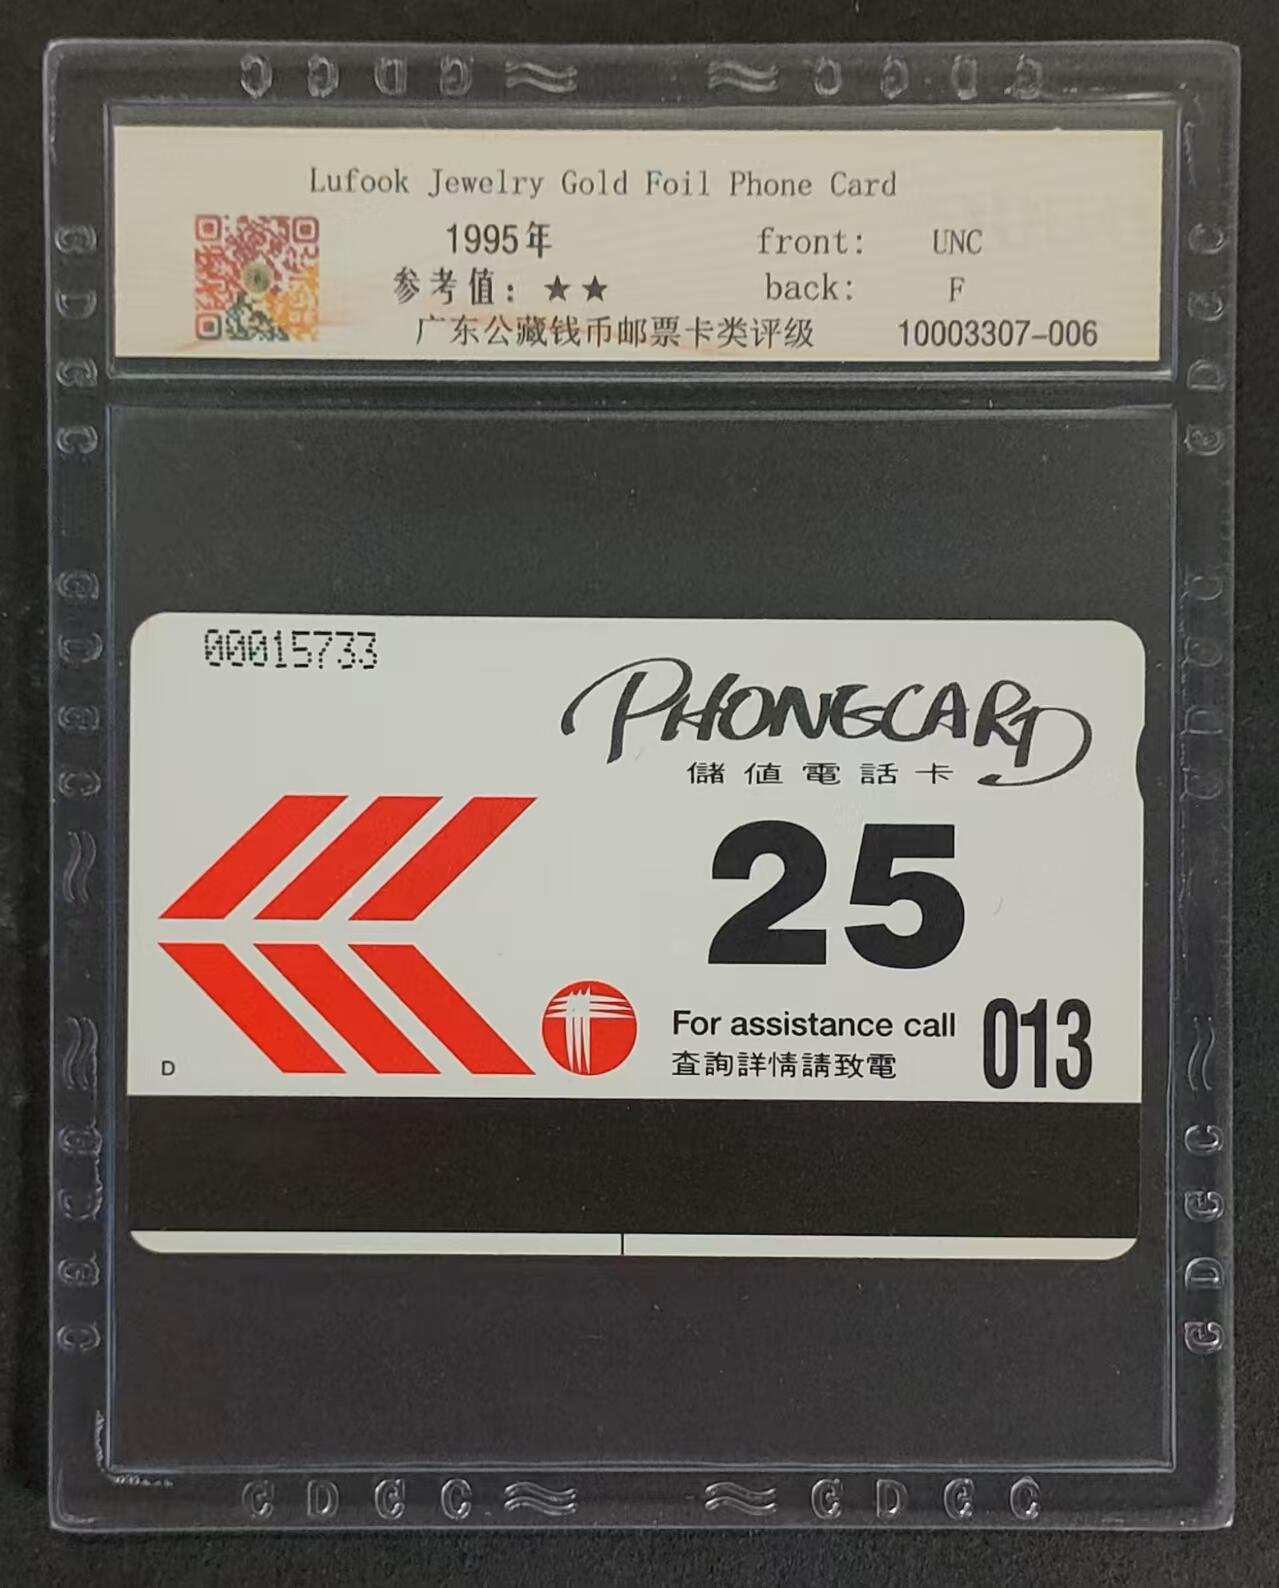 Lufook Jewelry Gold Foil Phone Card
1995年 front: UNC
参考值：★★ back: F
广东公藏钱币邮票卡类评级 10003307-006
00015733
PHONECARD
儲值電話卡
25
For assistance call 013
查詢詳情請致電
D